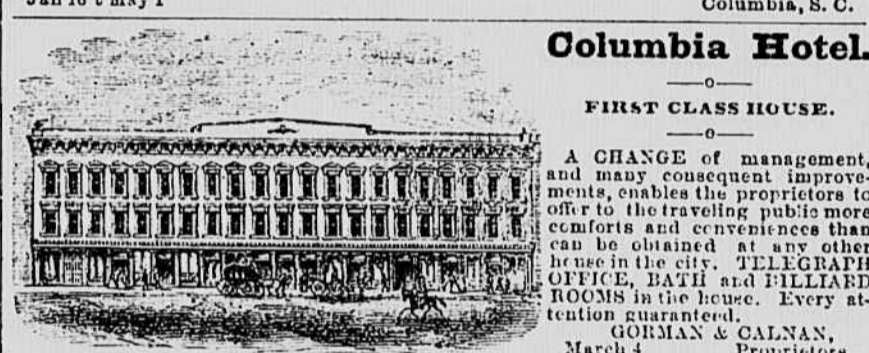 Columbia, S. C.
Columbia Hotel.
—o—
FIRST CLASS HOUSE.
—o—
A CHANGE of management,
and many consequent improve-
ments, enables the proprietors to
offer to the traveling public more
comforts and conveniences than
can be obtained at any other
house in the city. TELEGRAPH
OFFICE, BATH and BILLIARD
ROOMS in the house. Every at-
tention guaranteed.
GORMAN & CALNAN,
March 4 Proprietors